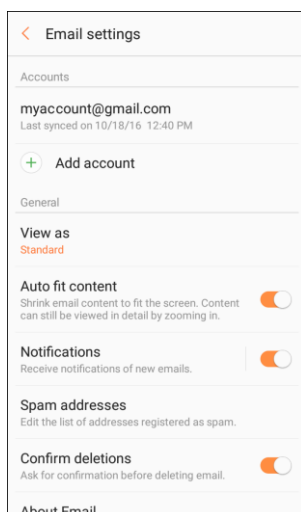 Email settings
Accounts
myaccount@gmail.com
Last synced on 10/18/16 12:40 PM
Add account
General
View as
Standard
Auto fit content
Shrink email content to fit the screen. Content
can still be viewed in detail by zooming in.
Notifications
Receive notifications of new emails.
Spam addresses
Edit the list of addresses registered as spam.
Confirm deletions
Ask for confirmation before deleting email.
About Email